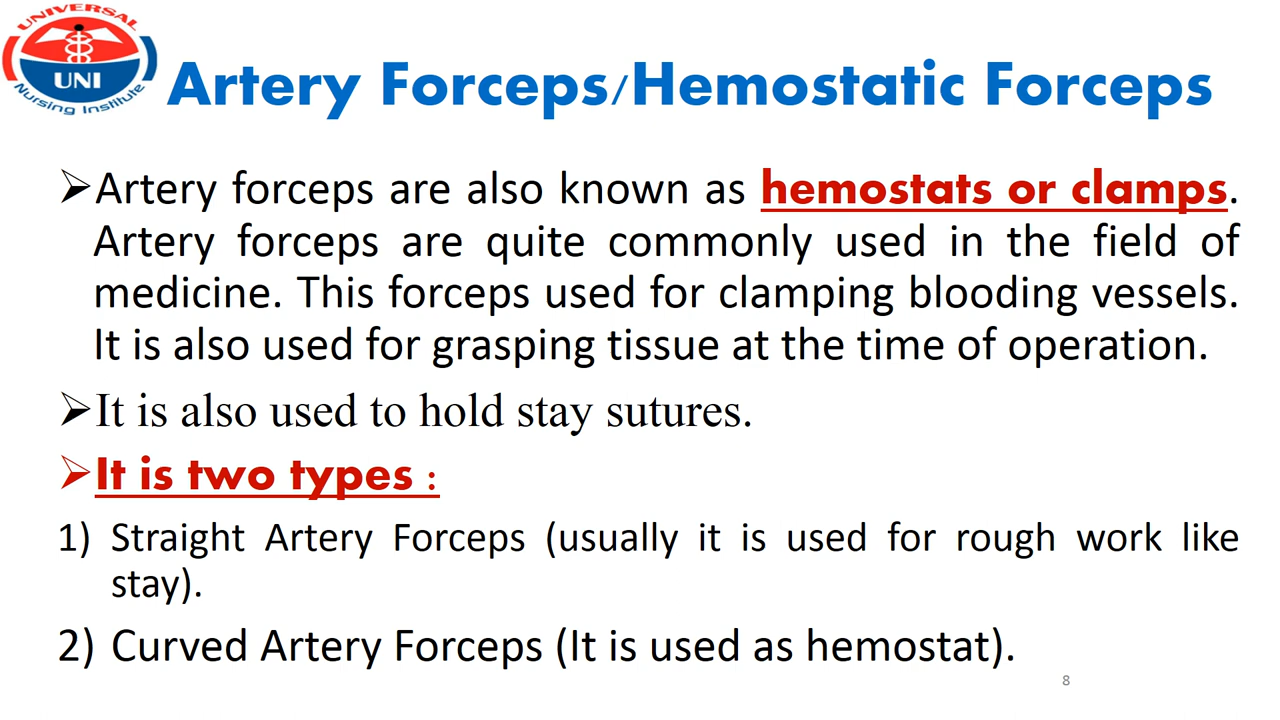 UNIVERSAL
UNI
Nursing Institute
Artery Forceps/Hemostatic Forceps
➢Artery forceps are also known as hemostats or clamps.
Artery forceps are quite commonly used in the field of
medicine. This forceps used for clamping blooding vessels.
It is also used for grasping tissue at the time of operation.
➢It is also used to hold stay sutures.
➢It is two types :
1) Straight Artery Forceps (usually it is used for rough work like
stay).
2) Curved Artery Forceps (It is used as hemostat).
8